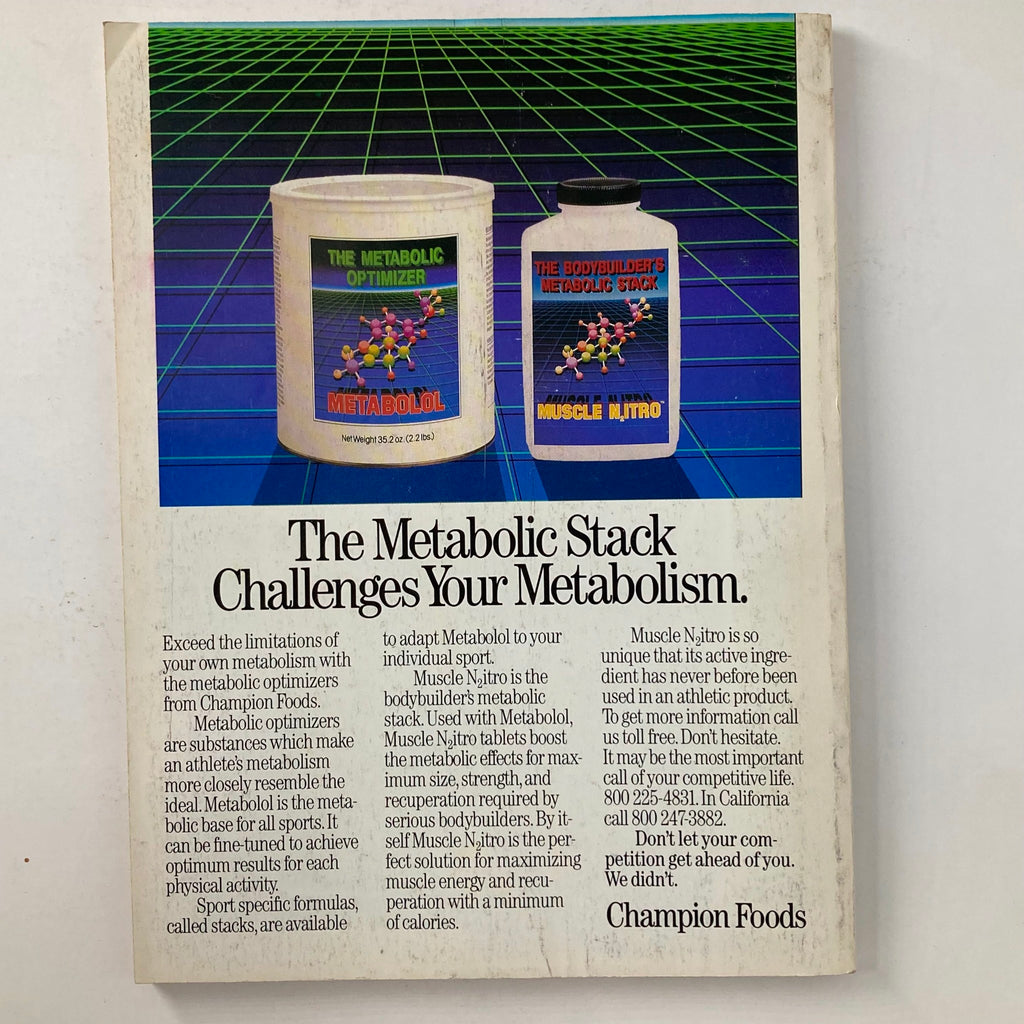 THE METABOLIC
OPTIMIZER
METABOLOL
METABOLOL
Net Weight 35.2 oz. (2.2 lbs.)
THE BODYBUILDER'S
METABOLIC STACK
MUSCLE N₂ITRO
MUSCLE N₂ITRO™
The Metabolic Stack
Challenges Your Metabolism.
Exceed the limitations of
your own metabolism with
the metabolic optimizers
from Champion Foods.
Metabolic optimizers
are substances which make
an athlete's metabolism
more closely resemble the
ideal. Metabolol is the meta-
bolic base for all sports. It
can be fine-tuned to achieve
optimum results for each
physical activity.
Sport specific formulas,
called stacks, are available
to adapt Metabolol to your
individual sport.
Muscle N₂itro is the
bodybuilder's metabolic
stack. Used with Metabolol,
Muscle N₂itro tablets boost
the metabolic effects for max-
imum size, strength, and
recuperation required by
serious bodybuilders. By it-
self Muscle N₂itro is the per-
fect solution for maximizing
muscle energy and recu-
peration with a minimum
of calories.
Muscle N₂itro is so
unique that its active ingre-
dient has never before been
used in an athletic product.
To get more information call
us toll free. Don't hesitate.
It may be the most important
call of your competitive life.
800 225-4831. In California
call 800 247-3882.
Don't let your com-
petition get ahead of you.
We didn't.
Champion Foods